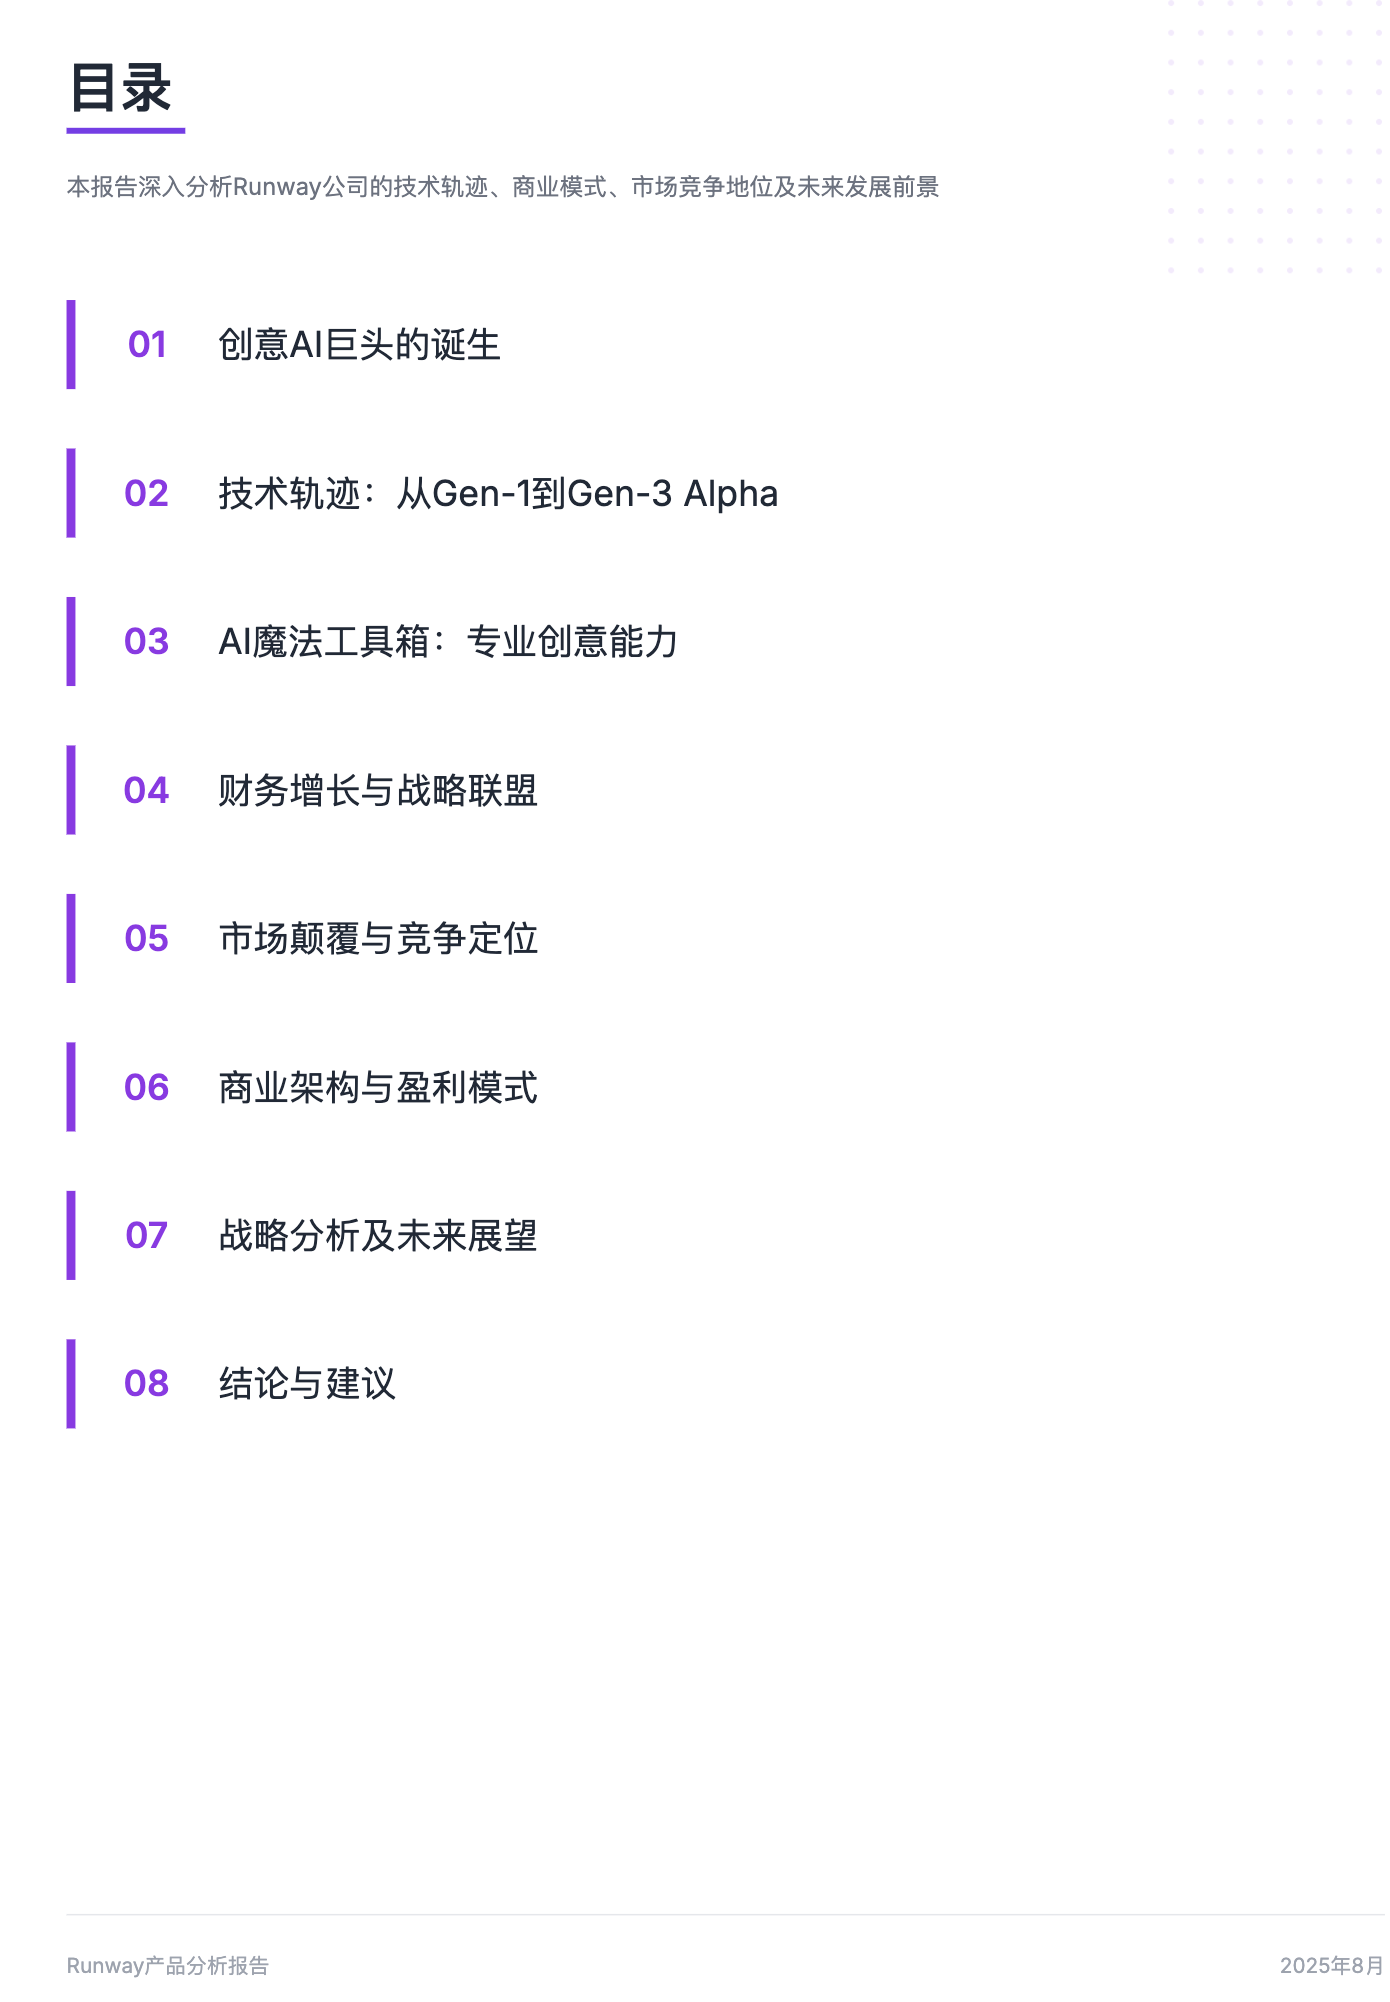 目录
本报告深入分析Runway公司的技术轨迹、商业模式、市场竞争地位及未来发展前景
01 创意AI巨头的诞生
02 技术轨迹：从Gen-1到Gen-3 Alpha
03 AI魔法工具箱：专业创意能力
04 财务增长与战略联盟
05 市场颠覆与竞争定位
06 商业架构与盈利模式
07 战略分析及未来展望
08 结论与建议
Runway产品分析报告 2025年8月